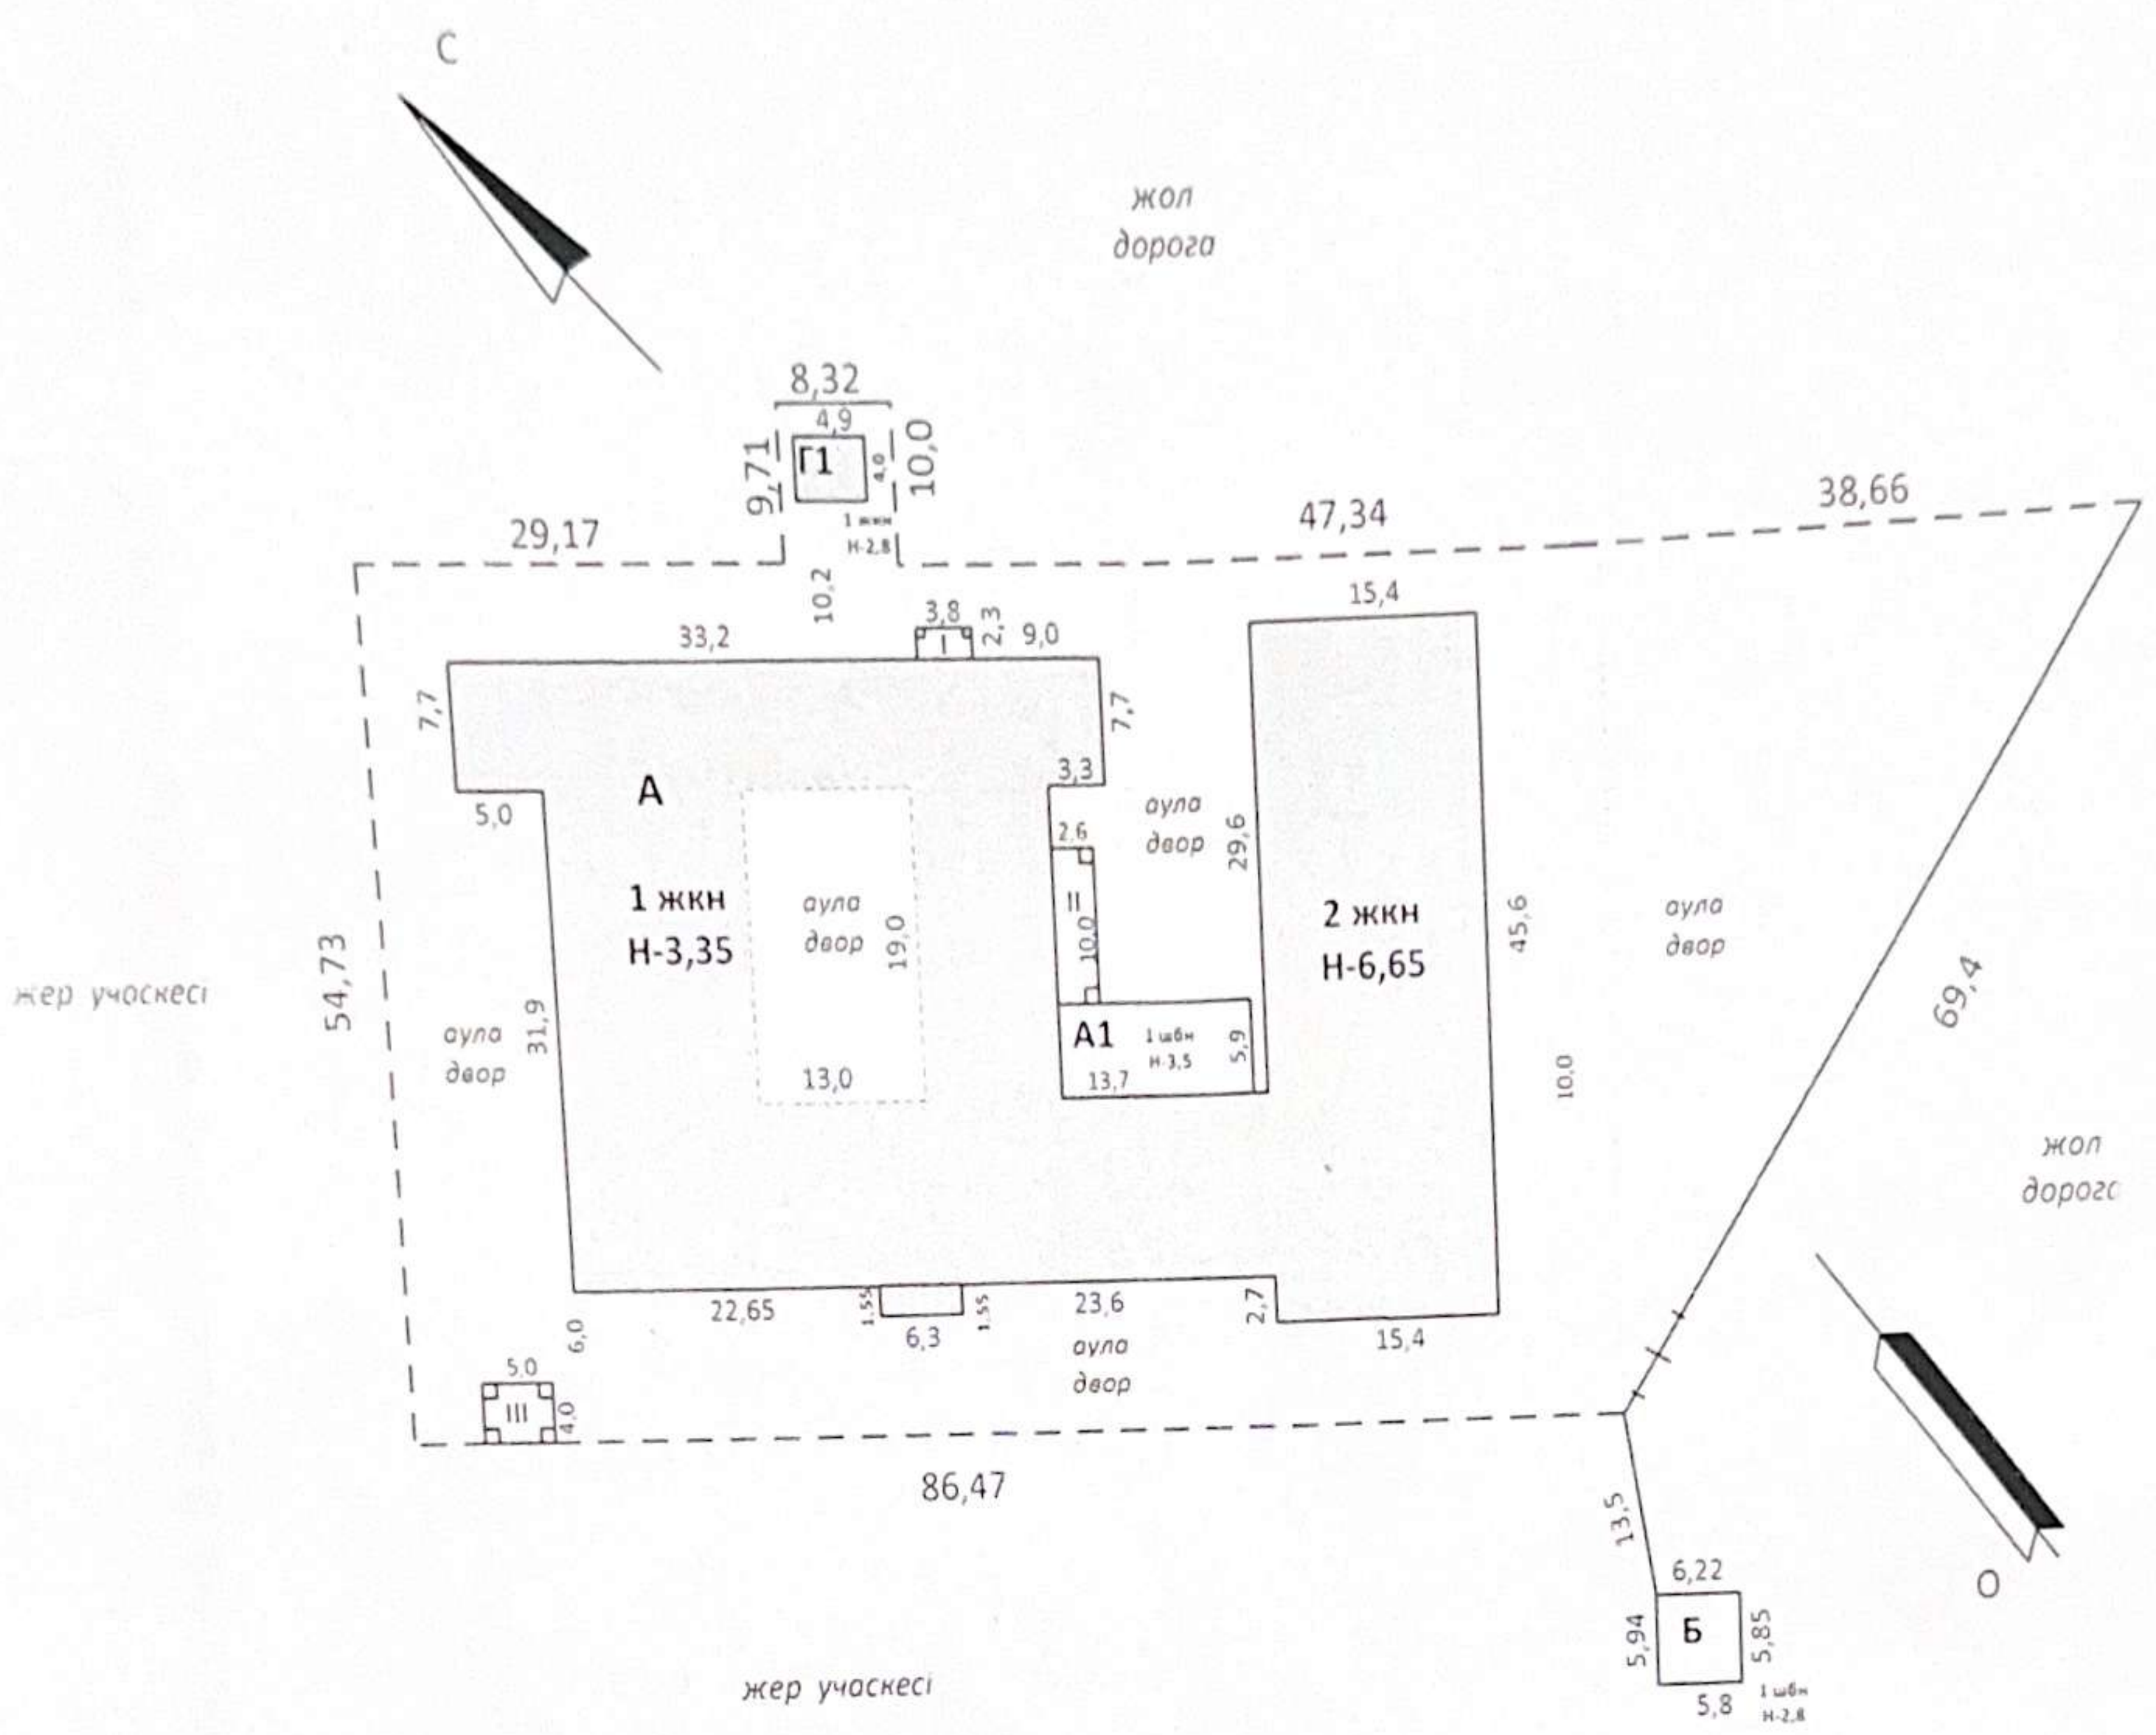 С
жол
дорога
8,32
4,9
Г1
4,0
9,71
10,0
1 жкн
Н-2,8
29,17
47,34
38,66
10,2
33,2
3,8
2,3
9,0
I
15,4
7,7
7,7
5,0
А
3,3
2,6
аула
двор
29,6
1 жкн
Н-3,35
аула
двор
19,0
13,0
II
10,0
2 жкн
Н-6,65
45,6
аула
двор
69,4
54,73
жер учаскесі
аула
двор
31,9
А1
1 шбн
Н-3,5
5,9
13,7
10,0
жол
дорога
22,65
1,55
6,3
1,55
23,6
2,7
15,4
6,0
аула
двор
5,0
III
4,0
86,47
13,5
6,22
5,94
Б
5,85
5,8
1 шбн
Н-2,8
О
жер учаскесі